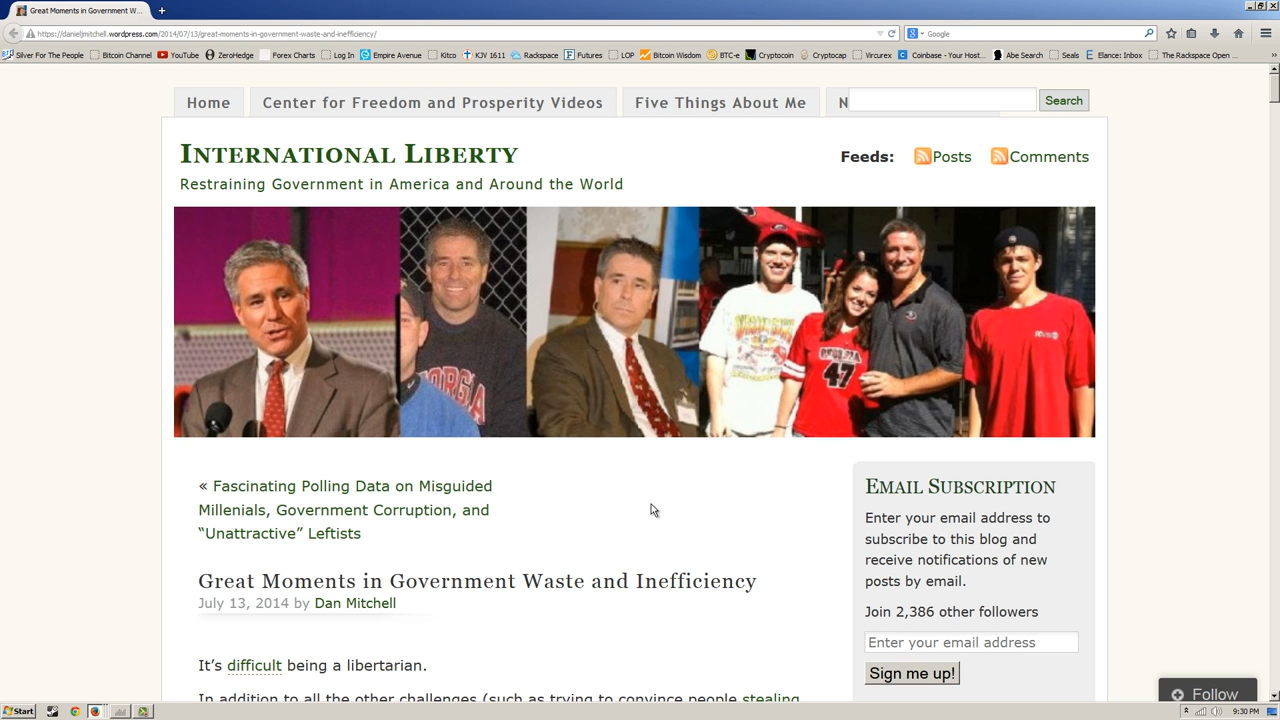 Great Moments in Government W...
https://danieljmitchell.wordpress.com/2014/07/13/great-moments-in-government-waste-and-inefficiency/
Google
Silver For The People
Bitcoin Channel
YouTube
ZeroHedge
Forex Charts
Log In
Empire Avenue
Kitco
KJV 1611
Rackspace
Futures
LOP
Bitcoin Wisdom
BTC-e
Cryptocoin
Cryptocap
Vircurex
Coinbase - Your Host...
Abe Search
Seals
Elance: Inbox
The Rackspace Open ...
Home
Center for Freedom and Prosperity Videos
Five Things About Me
N
Search
International Liberty
Feeds: Posts Comments
Restraining Government in America and Around the World
GEORGIA
47
« Fascinating Polling Data on Misguided
Millenials, Government Corruption, and
“Unattractive” Leftists
Great Moments in Government Waste and Inefficiency
July 13, 2014 by Dan Mitchell
It’s difficult being a libertarian.
In addition to all the other challenges (such as trying to convince people stealing
Email Subscription
Enter your email address to
subscribe to this blog and
receive notifications of new
posts by email.
Join 2,386 other followers
Enter your email address
Sign me up!
Follow
Start
9:30 PM